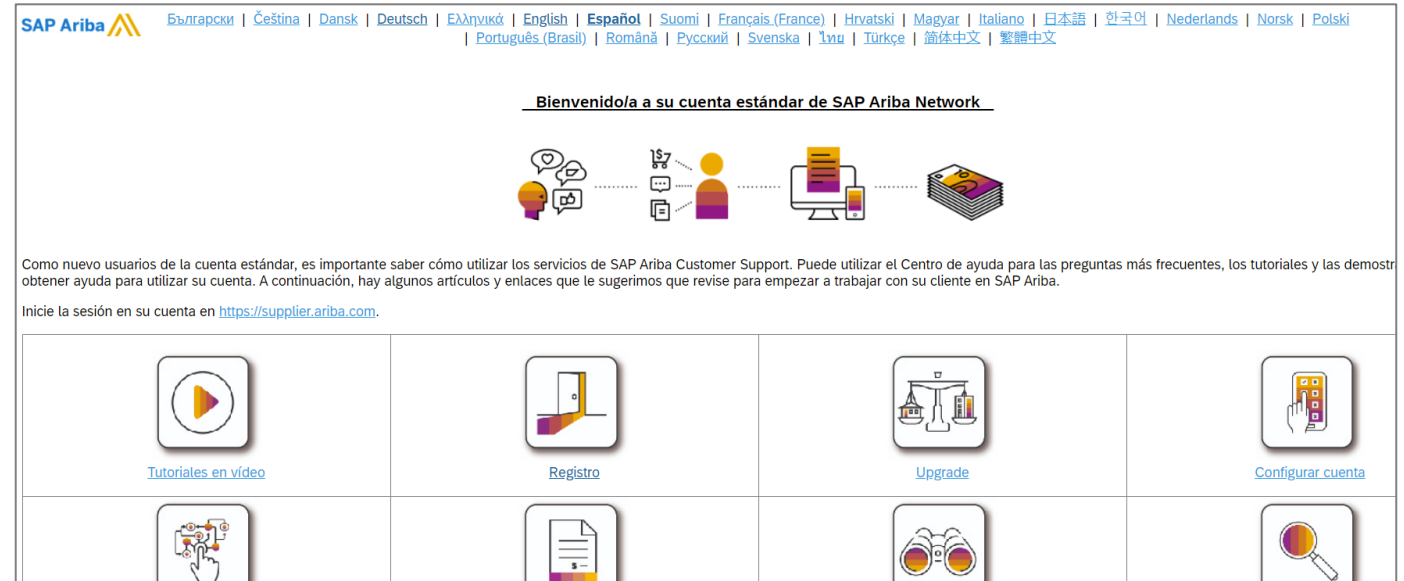 SAP Ariba
Български | Čeština | Dansk | Deutsch | Ελληνικά | English | Español | Suomi | Français (France) | Hrvatski | Magyar | Italiano | 日本語 | 한국어 | Nederlands | Norsk | Polski
| Português (Brasil) | Română | Русский | Svenska | ไทย | Türkçe | 简体中文 | 繁體中文
Bienvenido/a a su cuenta estándar de SAP Ariba Network
Como nuevo usuarios de la cuenta estándar, es importante saber cómo utilizar los servicios de SAP Ariba Customer Support. Puede utilizar el Centro de ayuda para las preguntas más frecuentes, los tutoriales y las demostr
obtener ayuda para utilizar su cuenta. A continuación, hay algunos artículos y enlaces que le sugerimos que revise para empezar a trabajar con su cliente en SAP Ariba.
Inicie la sesión en su cuenta en https://supplier.ariba.com.
Tutoriales en vídeo
Registro
Upgrade
Configurar cuenta